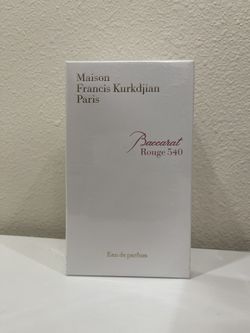 Maison
Francis Kurkdjian
Paris
Baccarat
Rouge 540
Eau de parfum